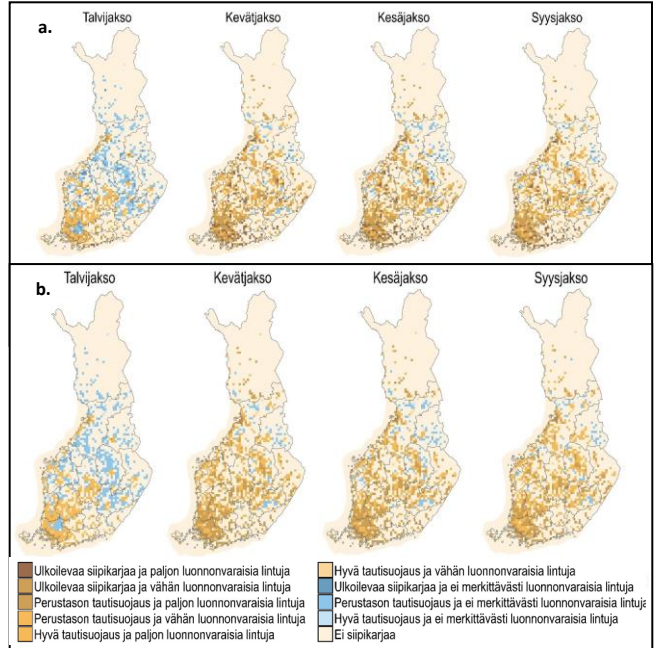 a.
Talvijakso Kevätjakso Kesäjakso Syysjakso
b.
Talvijakso Kevätjakso Kesäjakso Syysjakso
Ulkoilevaa siipikarjaa ja paljon luonnonvaraisia lintuja
Ulkoilevaa siipikarjaa ja vähän luonnonvaraisia lintuja
Perustason tautisuojaus ja paljon luonnonvaraisia lintuja
Perustason tautisuojaus ja vähän luonnonvaraisia lintuja
Hyvä tautisuojaus ja paljon luonnonvaraisia lintuja
Hyvä tautisuojaus ja vähän luonnonvaraisia lintuja
Ulkoilevaa siipikarjaa ja ei merkittävästi luonnonvaraisia lintuja
Perustason tautisuojaus ja ei merkittävästi luonnonvaraisia lintuja
Hyvä tautisuojaus ja ei merkittävästi luonnonvaraisia lintuja
Ei siipikarjaa